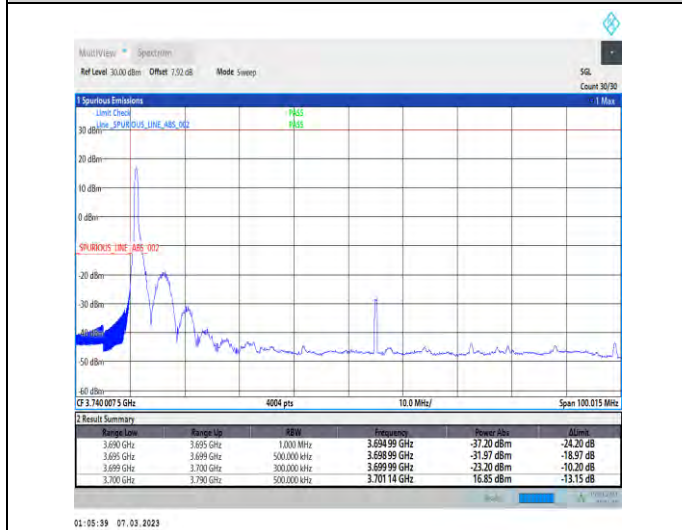 MultiView Spectrum
Ref Level 30.00 dBm Offset 7.92 dB Mode Sweep SGL
Count 30/30
1 Spurious Emissions 1 Max
Limit Check PASS
Line _SPURIOUS_LINE_ABS_002 PASS
30 dBm
20 dBm
10 dBm
0 dBm
_SPURIOUS_LINE_ABS_002
-20 dBm
-30 dBm
-40 dBm
-50 dBm
-60 dBm
CF 3.740 007 5 GHz 4004 pts 10.0 MHz/ Span 100.015 MHz
2 Result Summary
Range Low Range Up RBW Frequency Power Abs ΔLimit
3.690 GHz 3.695 GHz 1.000 MHz 3.694 99 GHz -37.20 dBm -24.20 dB
3.695 GHz 3.699 GHz 500.000 kHz 3.698 99 GHz -31.97 dBm -18.97 dB
3.699 GHz 3.700 GHz 300.000 kHz 3.699 99 GHz -23.20 dBm -10.20 dB
3.700 GHz 3.790 GHz 500.000 kHz 3.701 14 GHz 16.85 dBm -13.15 dB
01:05:39 07.03.2023